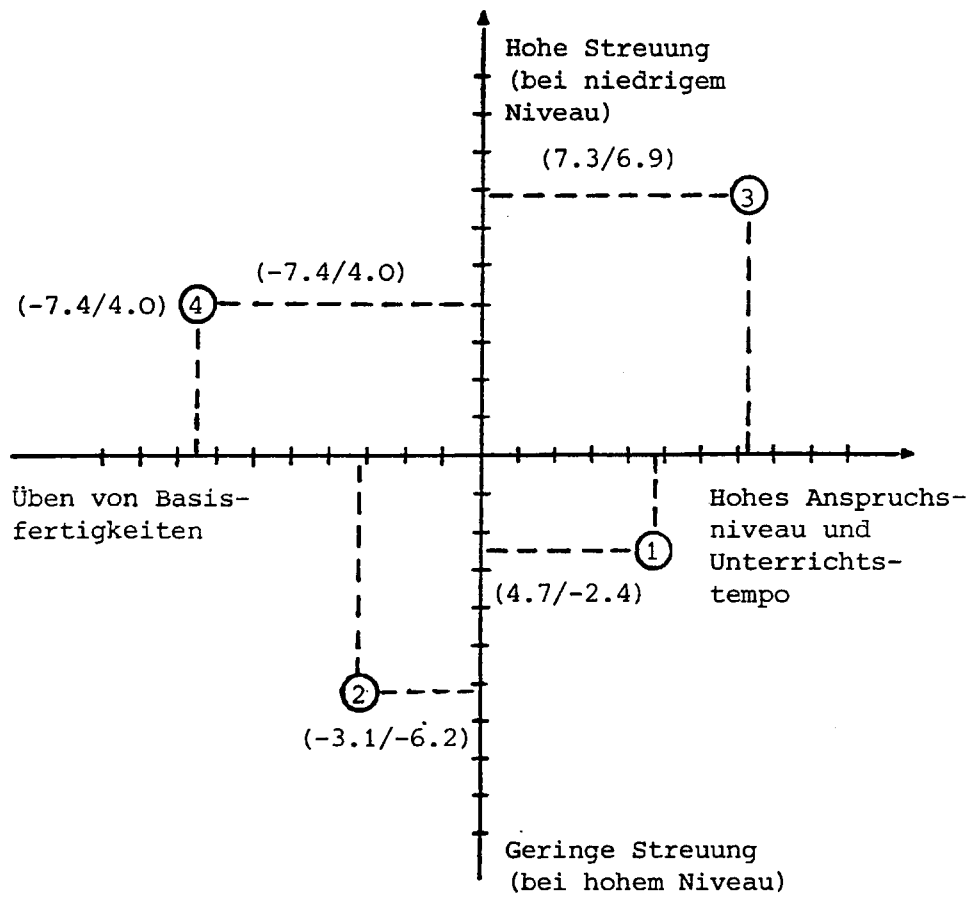 Hohe Streuung
(bei niedrigem
Niveau)
(7.3/6.9)
3
(-7.4/4.0)
(-7.4/4.0)
4
Üben von Basis-
fertigkeiten
Hohes Anspruchs-
niveau und
Unterrichts-
tempo
1
(4.7/-2.4)
2
(-3.1/-6.2)
Geringe Streuung
(bei hohem Niveau)